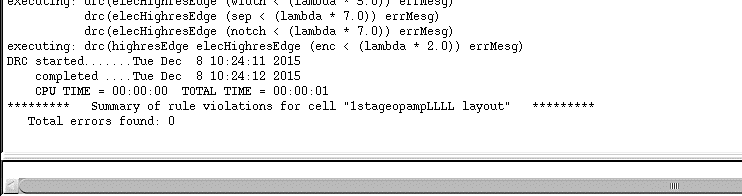 executing: drc(elecHighresEdge (width < (lambda * 5.0)) errMesg)
drc(elecHighresEdge (sep < (lambda * 7.0)) errMesg)
drc(elecHighresEdge (notch < (lambda * 7.0)) errMesg)
executing: drc(highresEdge elecHighresEdge (enc < (lambda * 2.0)) errMesg)
DRC started.......Tue Dec  8 10:24:11 2015
completed ....Tue Dec  8 10:24:12 2015
CPU TIME = 00:00:00  TOTAL TIME = 00:00:01
*********   Summary of rule violations for cell "1stageopampLLLL layout"   *********
Total errors found: 0